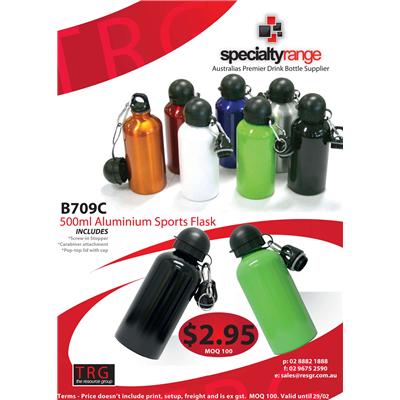 TRG
specialtyrange
Australias Premier Drink Bottle Supplier
B709C
500ml Aluminium Sports Flask
INCLUDES
*Screw-in Stopper
*Carabiner attachment
*Pop-top lid with cap
$2.95
MOQ 100
TRG
the resource group
p: 02 8882 1888
f: 02 9675 2590
e: sales@resgr.com.au
Terms - Price doesn't include print, setup, freight and is ex gst. MOQ 100. Valid until 29/02